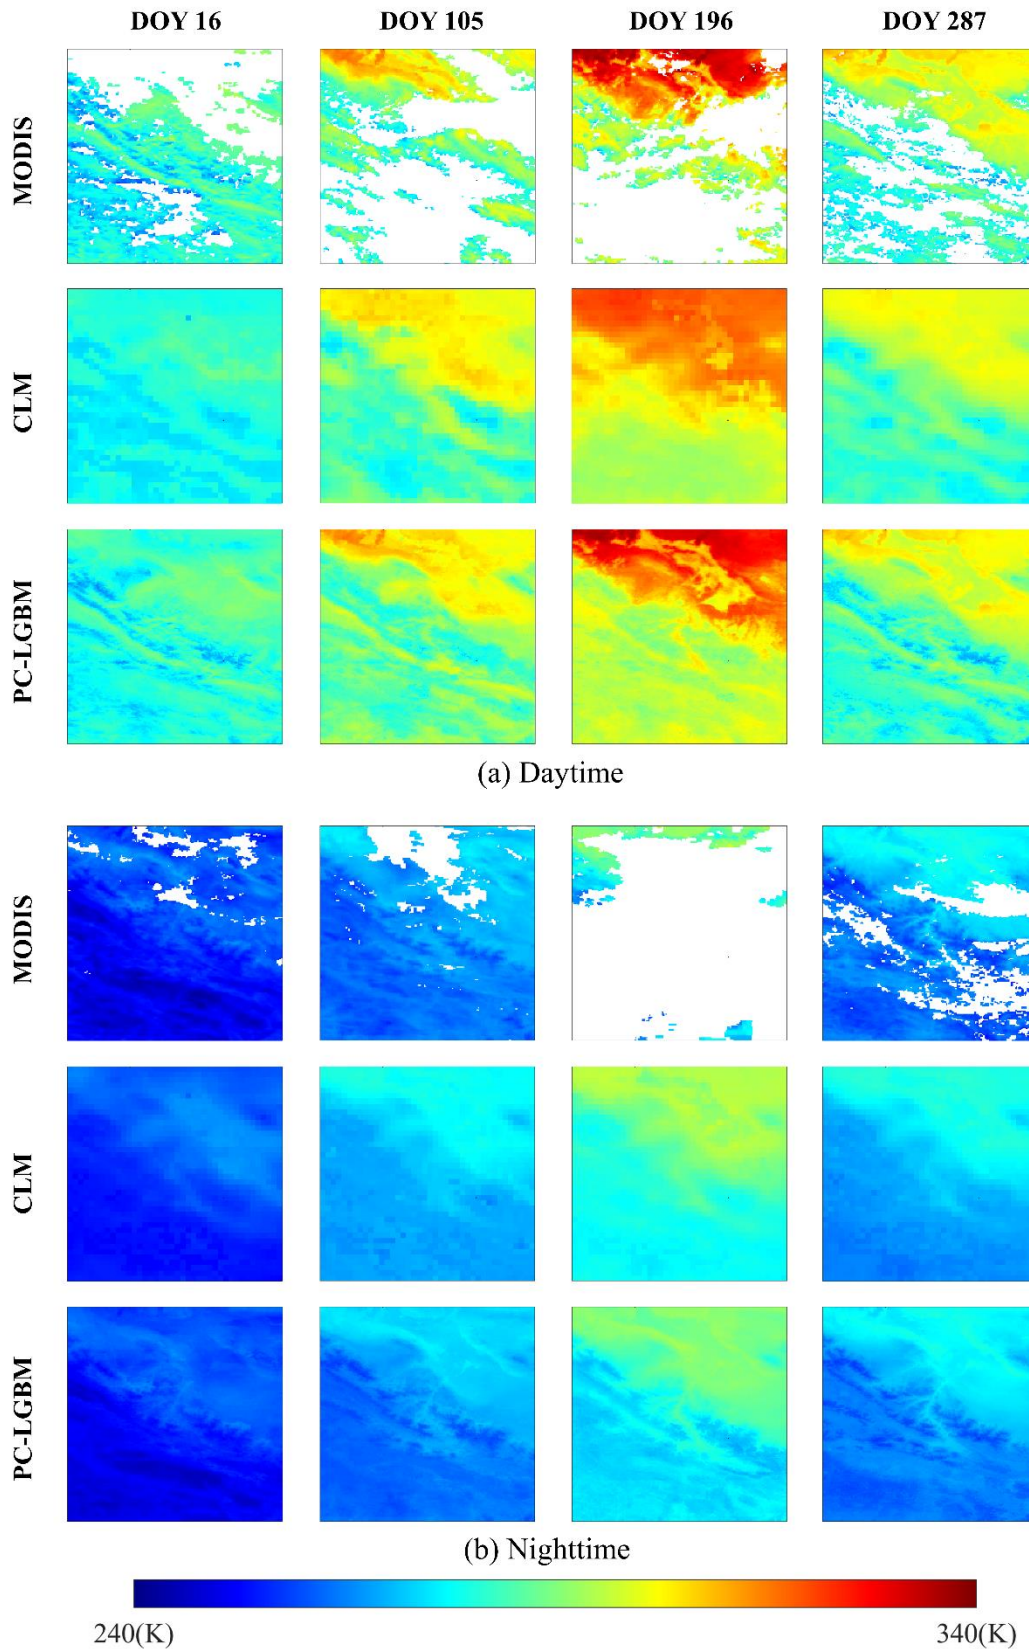 DOY 16 DOY 105 DOY 196 DOY 287
MODIS
CLM
PC-LGBM
(a) Daytime
MODIS
CLM
PC-LGBM
(b) Nighttime
240(K) 340(K)